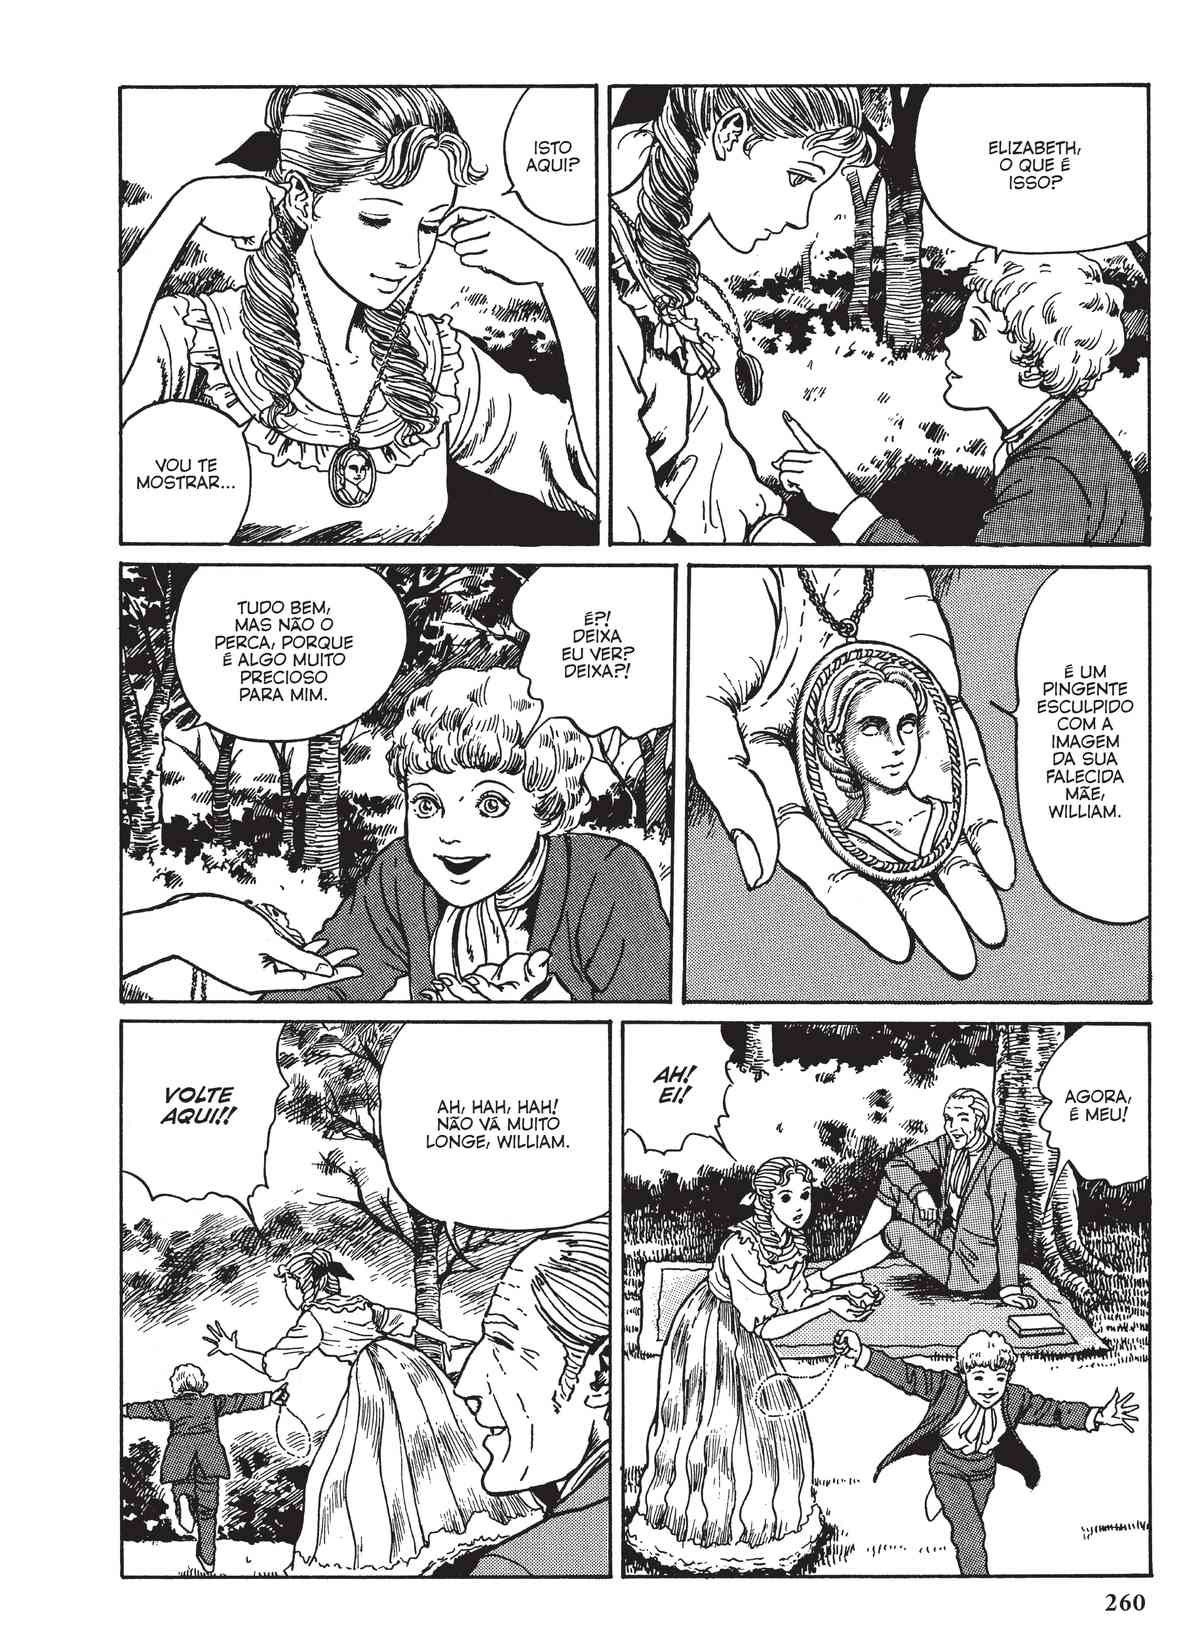 ELIZABETH,
O QUE É
ISSO?
ISTO
AQUI?
VOU TE
MOSTRAR...
É UM
PINGENTE
ESCULPIDO
COM A
IMAGEM
DA SUA
FALECIDA
MÃE,
WILLIAM.
É?!
DEIXA
EU VER?
DEIXA?!
TUDO BEM,
MAS NÃO O
PERCA, PORQUE
É ALGO MUITO
PRECIOSO
PARA MIM.
AGORA,
É MEU!
AH!
EI!
AH, HAH, HAH!
NÃO VÁ MUITO
LONGE, WILLIAM.
VOLTE
AQUI!!
260